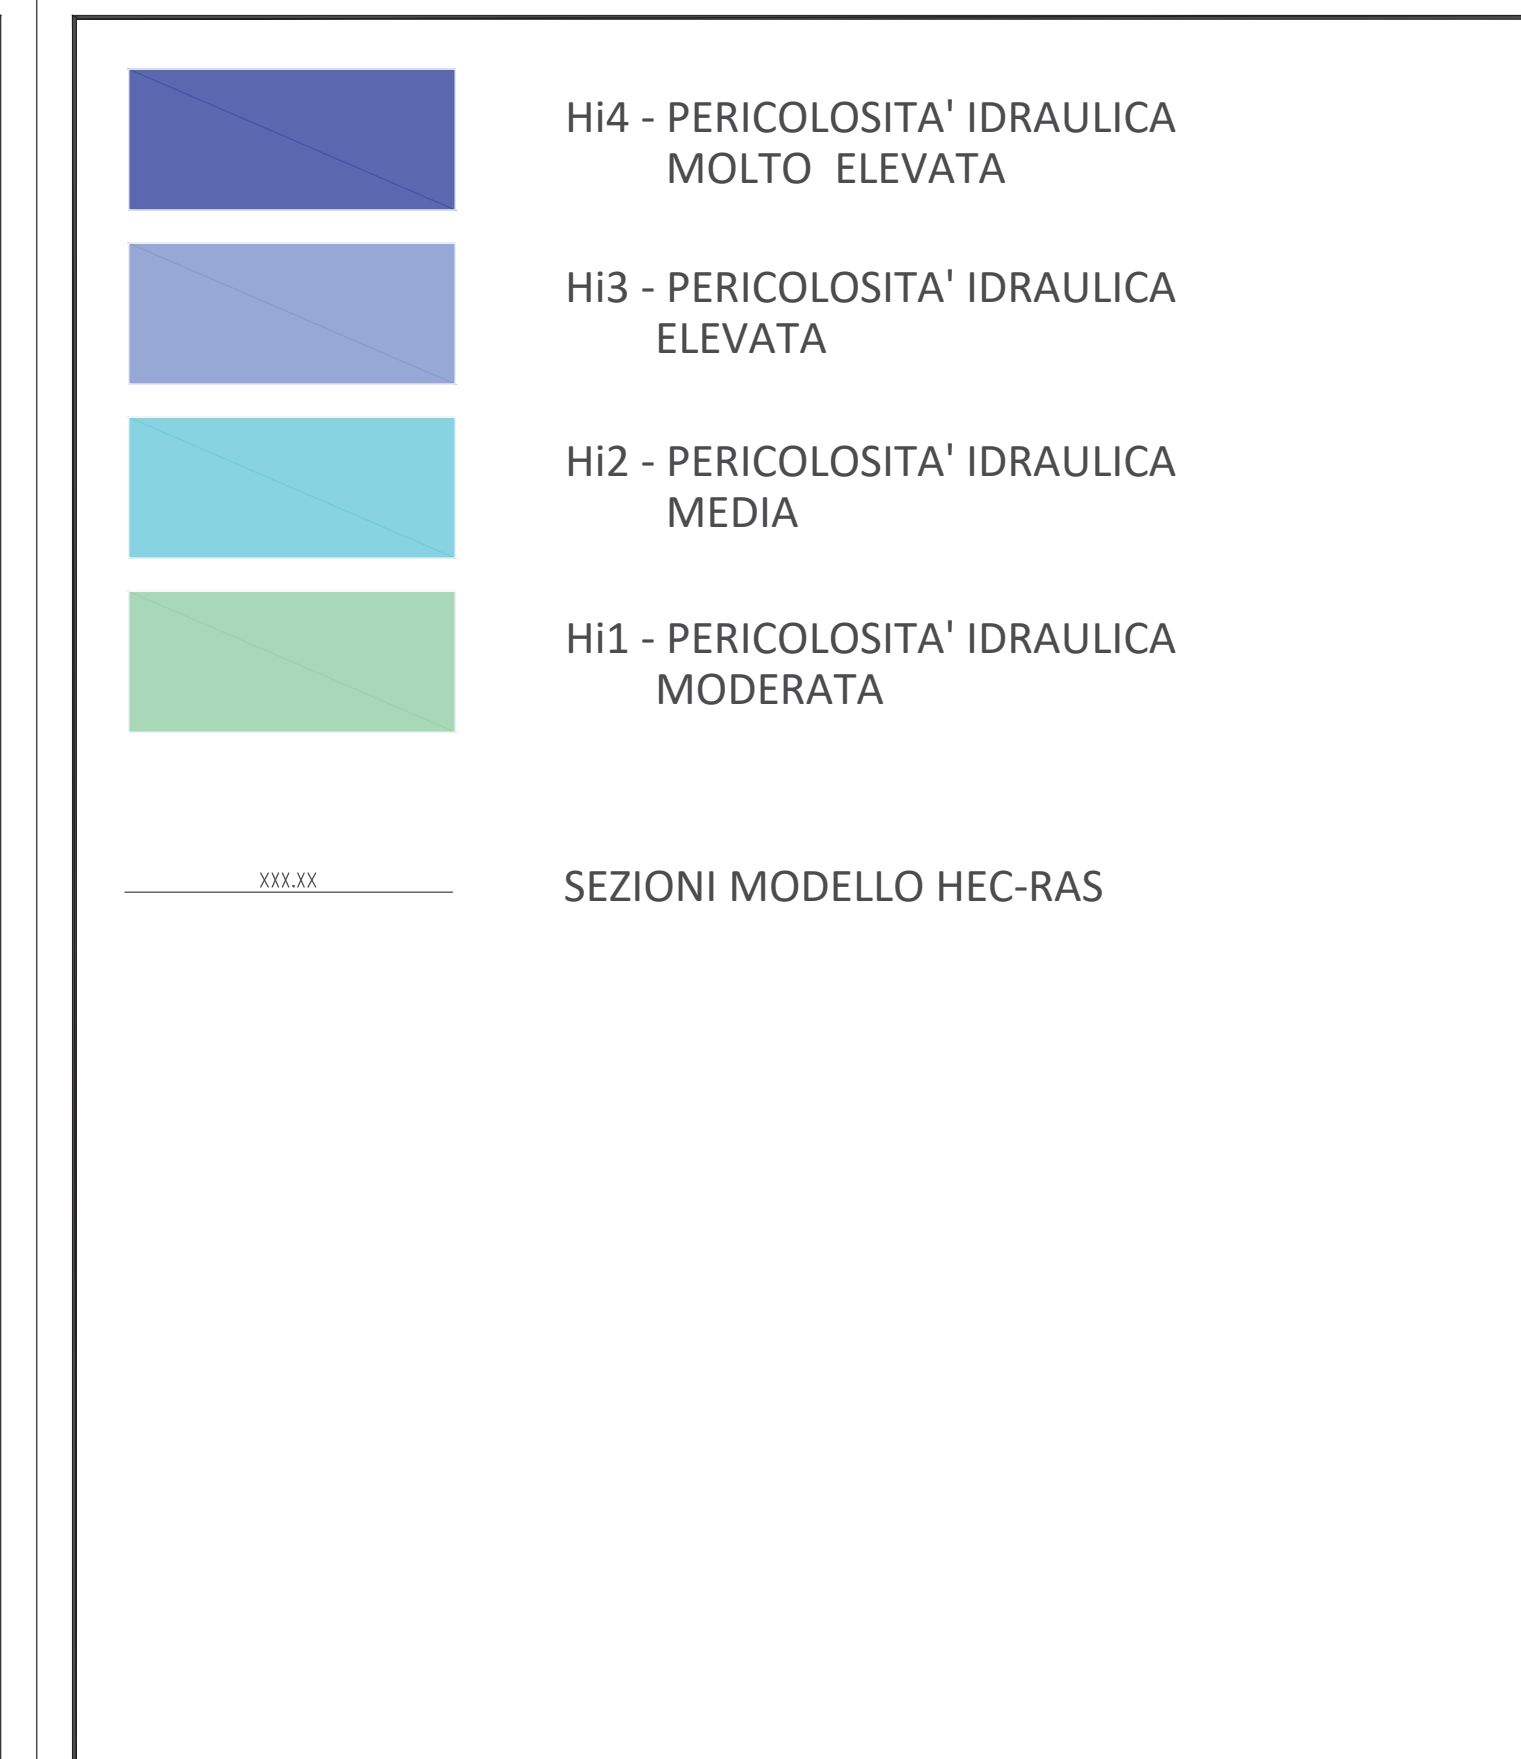 Hi4 - PERICOLOSITA' IDRAULICA
MOLTO ELEVATA
Hi3 - PERICOLOSITA' IDRAULICA
ELEVATA
Hi2 - PERICOLOSITA' IDRAULICA
MEDIA
Hi1 - PERICOLOSITA' IDRAULICA
MODERATA
XXX.XX
SEZIONI MODELLO HEC-RAS